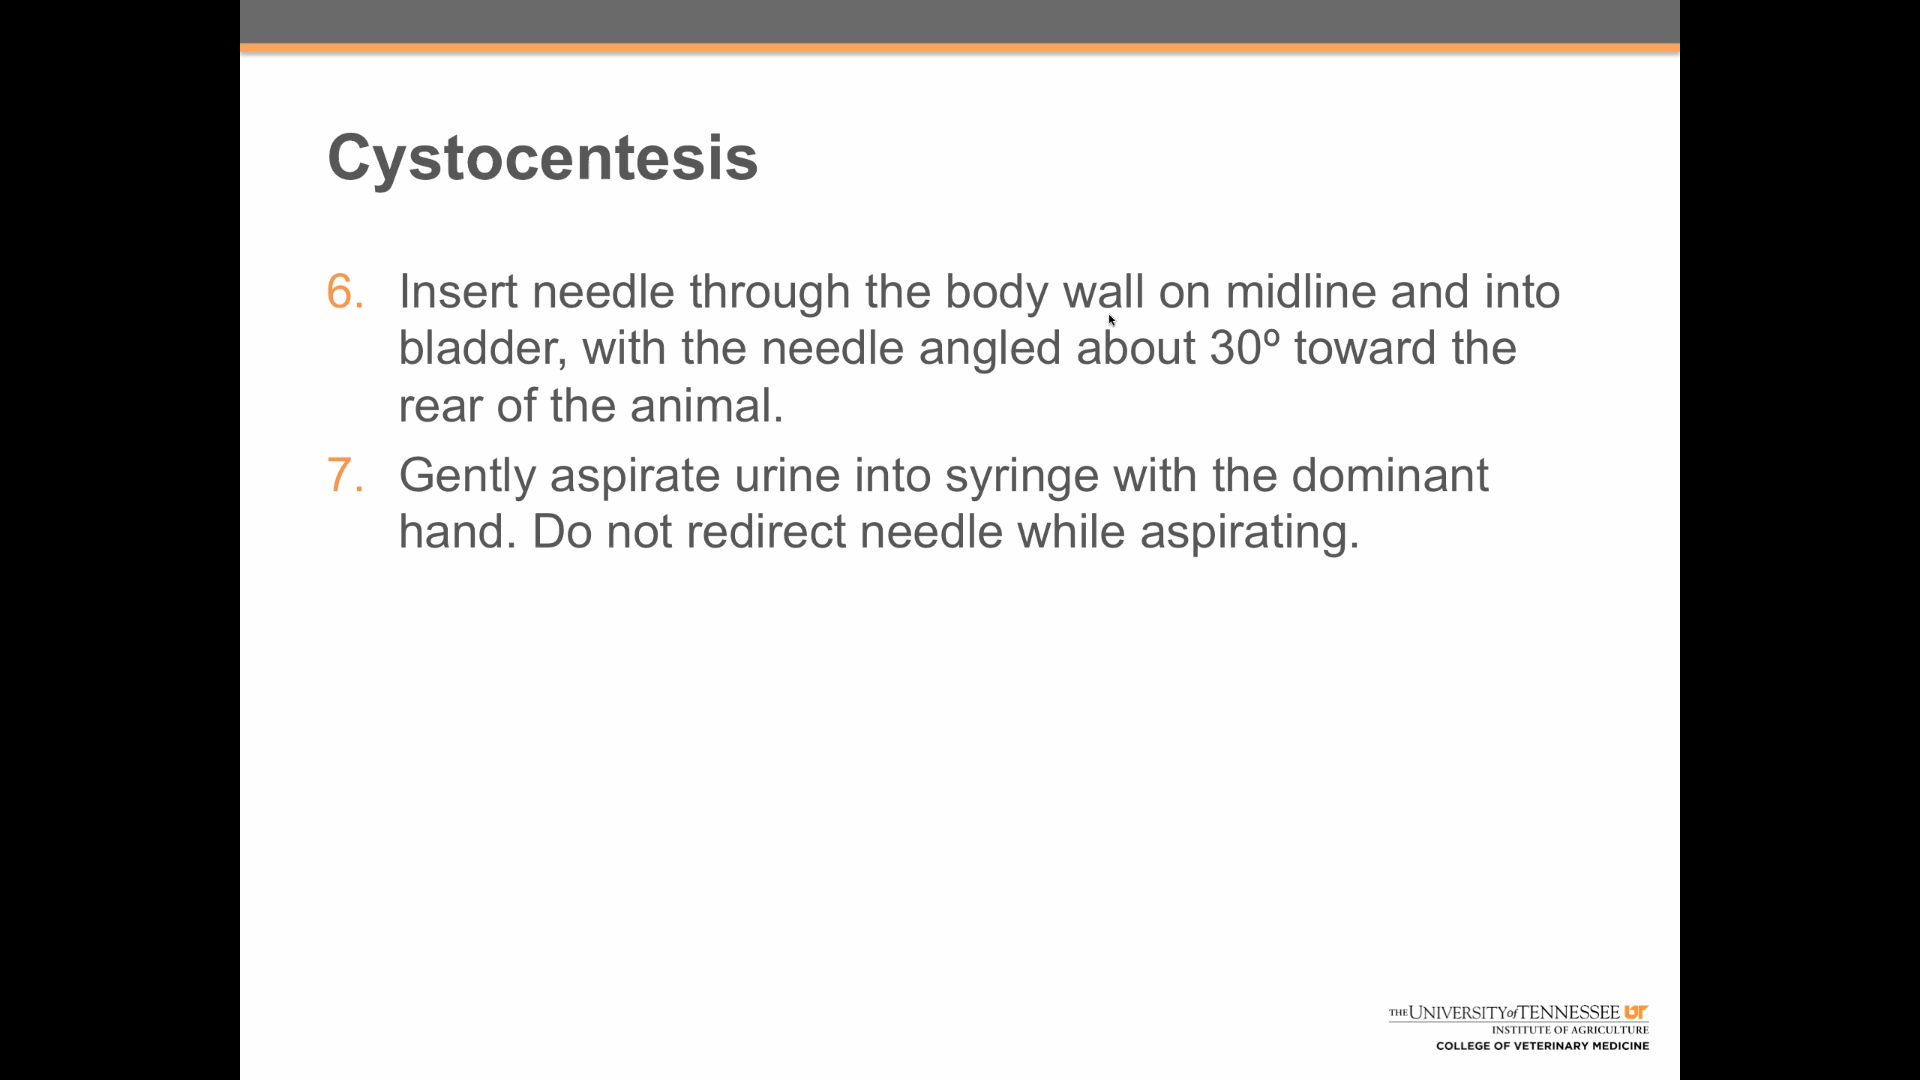 Cystocentesis
6. Insert needle through the body wall on midline and into
bladder, with the needle angled about 30º toward the
rear of the animal.
7. Gently aspirate urine into syringe with the dominant
hand. Do not redirect needle while aspirating.
THE UNIVERSITY of TENNESSEE UT
INSTITUTE OF AGRICULTURE
COLLEGE OF VETERINARY MEDICINE